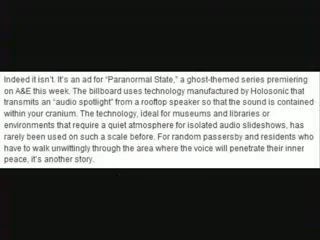 Indeed it isn't. It's an ad for "Paranormal State," a ghost-themed series premiering
on A&E this week. The billboard uses technology manufactured by Holosonic that
transmits an "audio spotlight" from a rooftop speaker so that the sound is contained
within your cranium. The technology, ideal for museums and libraries or
environments that require a quiet atmosphere for isolated audio slideshows, has
rarely been used on such a scale before. For random passersby and residents who
have to walk unwittingly through the area where the voice will penetrate their inner
peace, it's another story.